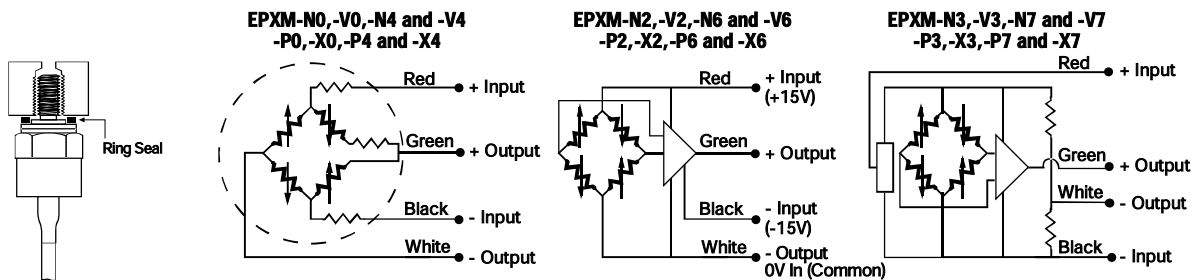 EPXM-N0,-V0,-N4 and -V4
-P0,-X0,-P4 and -X4
EPXM-N2,-V2,-N6 and -V6
-P2,-X2,-P6 and -X6
EPXM-N3,-V3,-N7 and -V7
-P3,-X3,-P7 and -X7
Ring Seal
Red + Input
Green + Output
Black - Input
White - Output
Red + Input
(+15V)
Green + Output
Black - Input
(-15V)
White - Output
0V In (Common)
Red + Input
Green + Output
White - Output
Black - Input